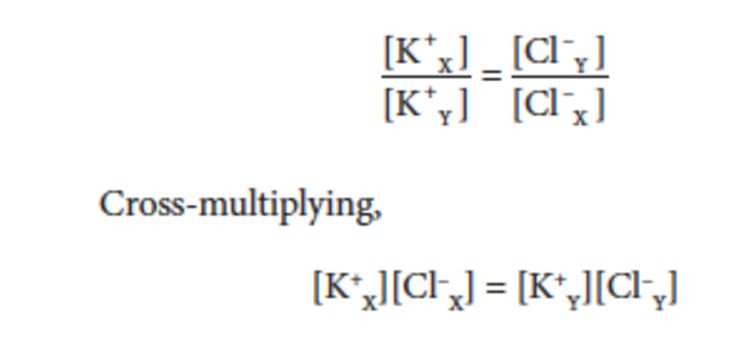 [K⁺ₓ] / [K⁺ᵧ] = [Cl⁻ᵧ] / [Cl⁻ₓ]
Cross-multiplying,
[K⁺ₓ][Cl⁻ₓ] = [K⁺ᵧ][Cl⁻ᵧ]